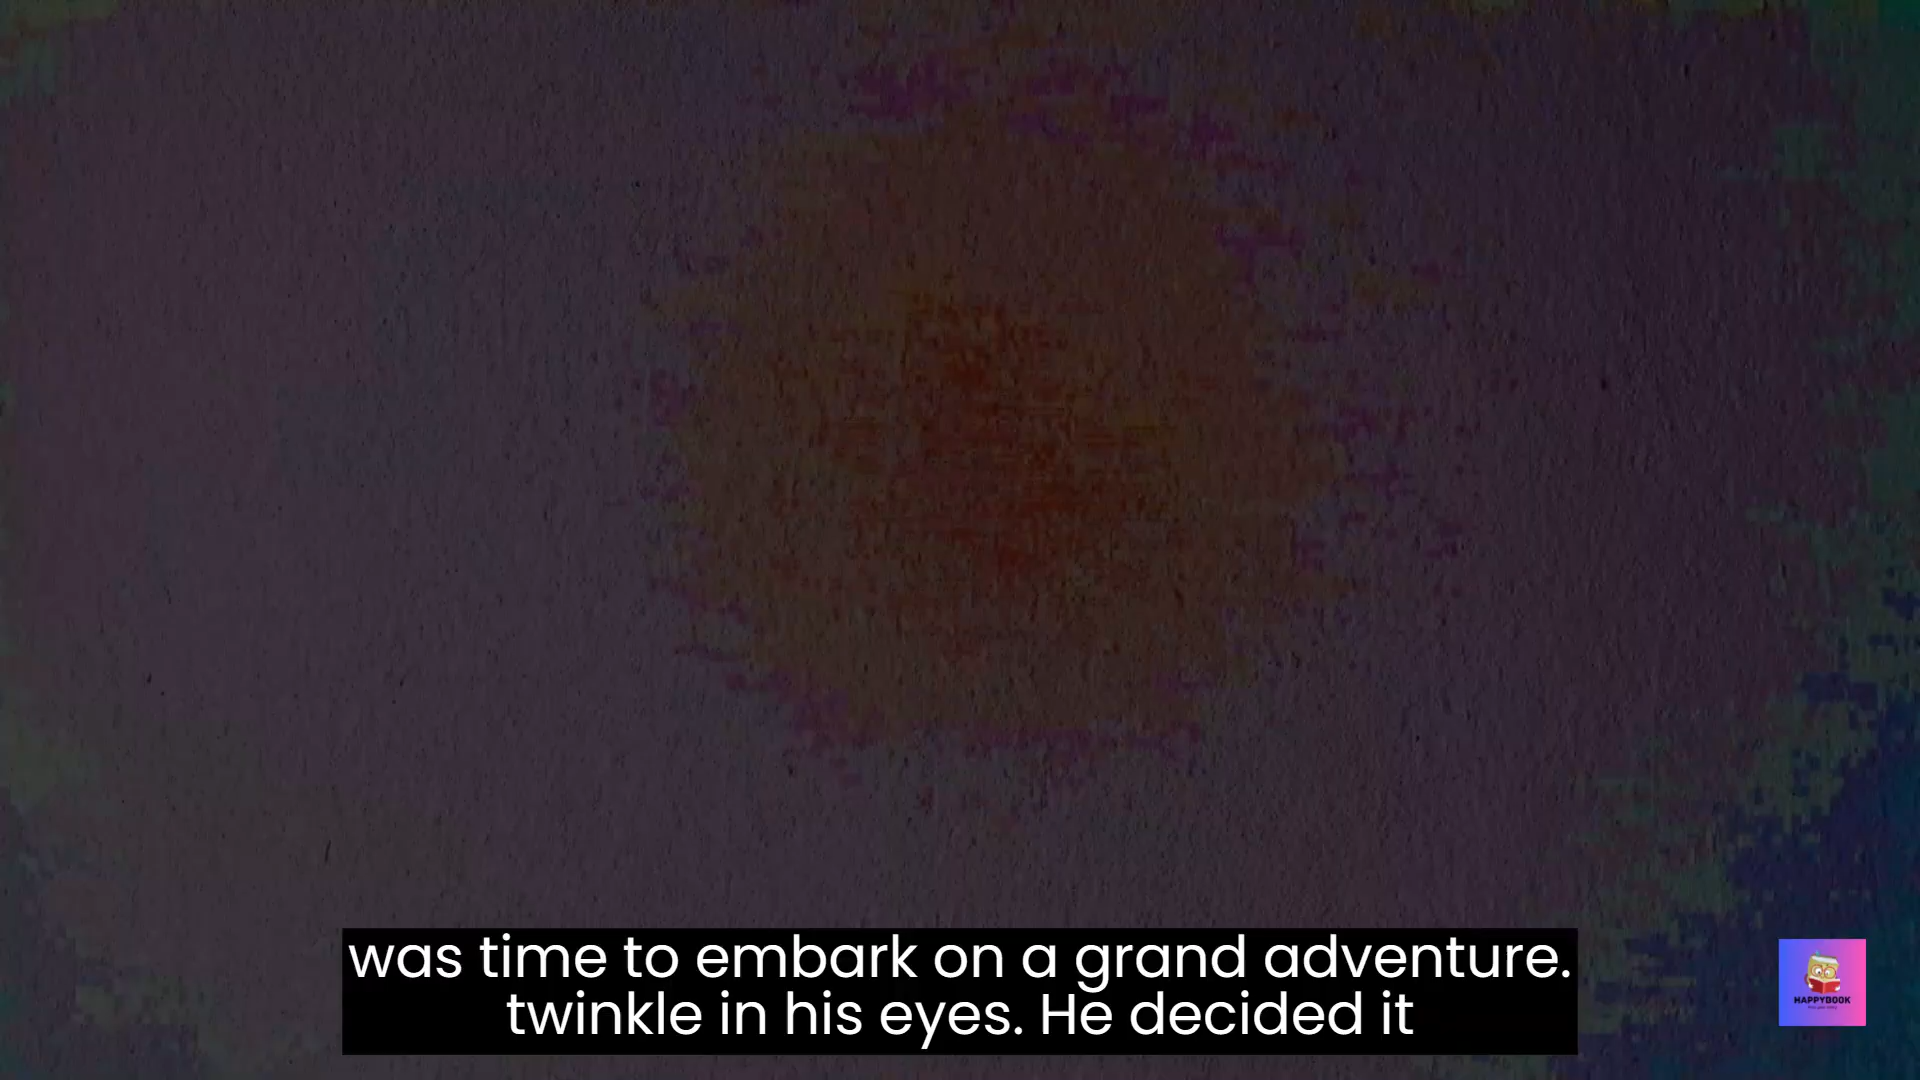 was time to embark on a grand adventure.
twinkle in his eyes. He decided it
HAPPYBOOK